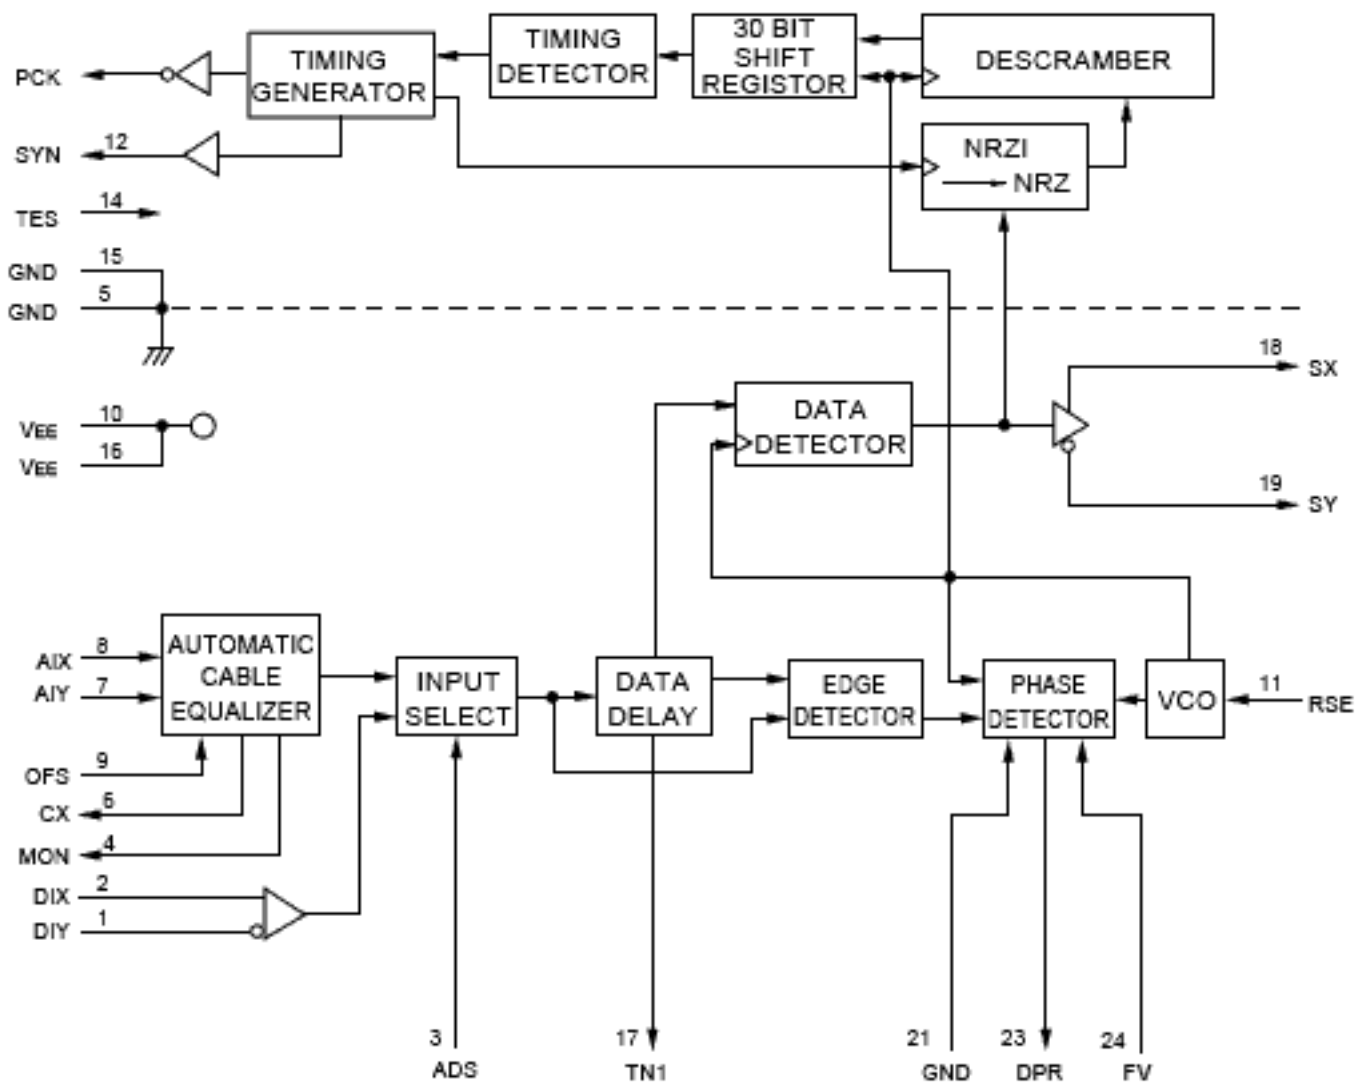 TIMING
GENERATOR
TIMING
DETECTOR
30 BIT
SHIFT
REGISTOR
DESCRAMBER
PCK
12
SYN
NRZI
NRZ
14
TES
15
GND
5
GND
18
SX
10
VEE
16
VEE
DATA
DETECTOR
19
SY
AUTOMATIC
CABLE
EQUALIZER
8
AIX
7
AIY
INPUT
SELECT
DATA
DELAY
EDGE
DETECTOR
PHASE
DETECTOR
VCO
11
RSE
9
OFS
6
CX
4
MON
2
DIX
1
DIY
3
ADS
17
TN1
21
GND
23
DPR
24
FV